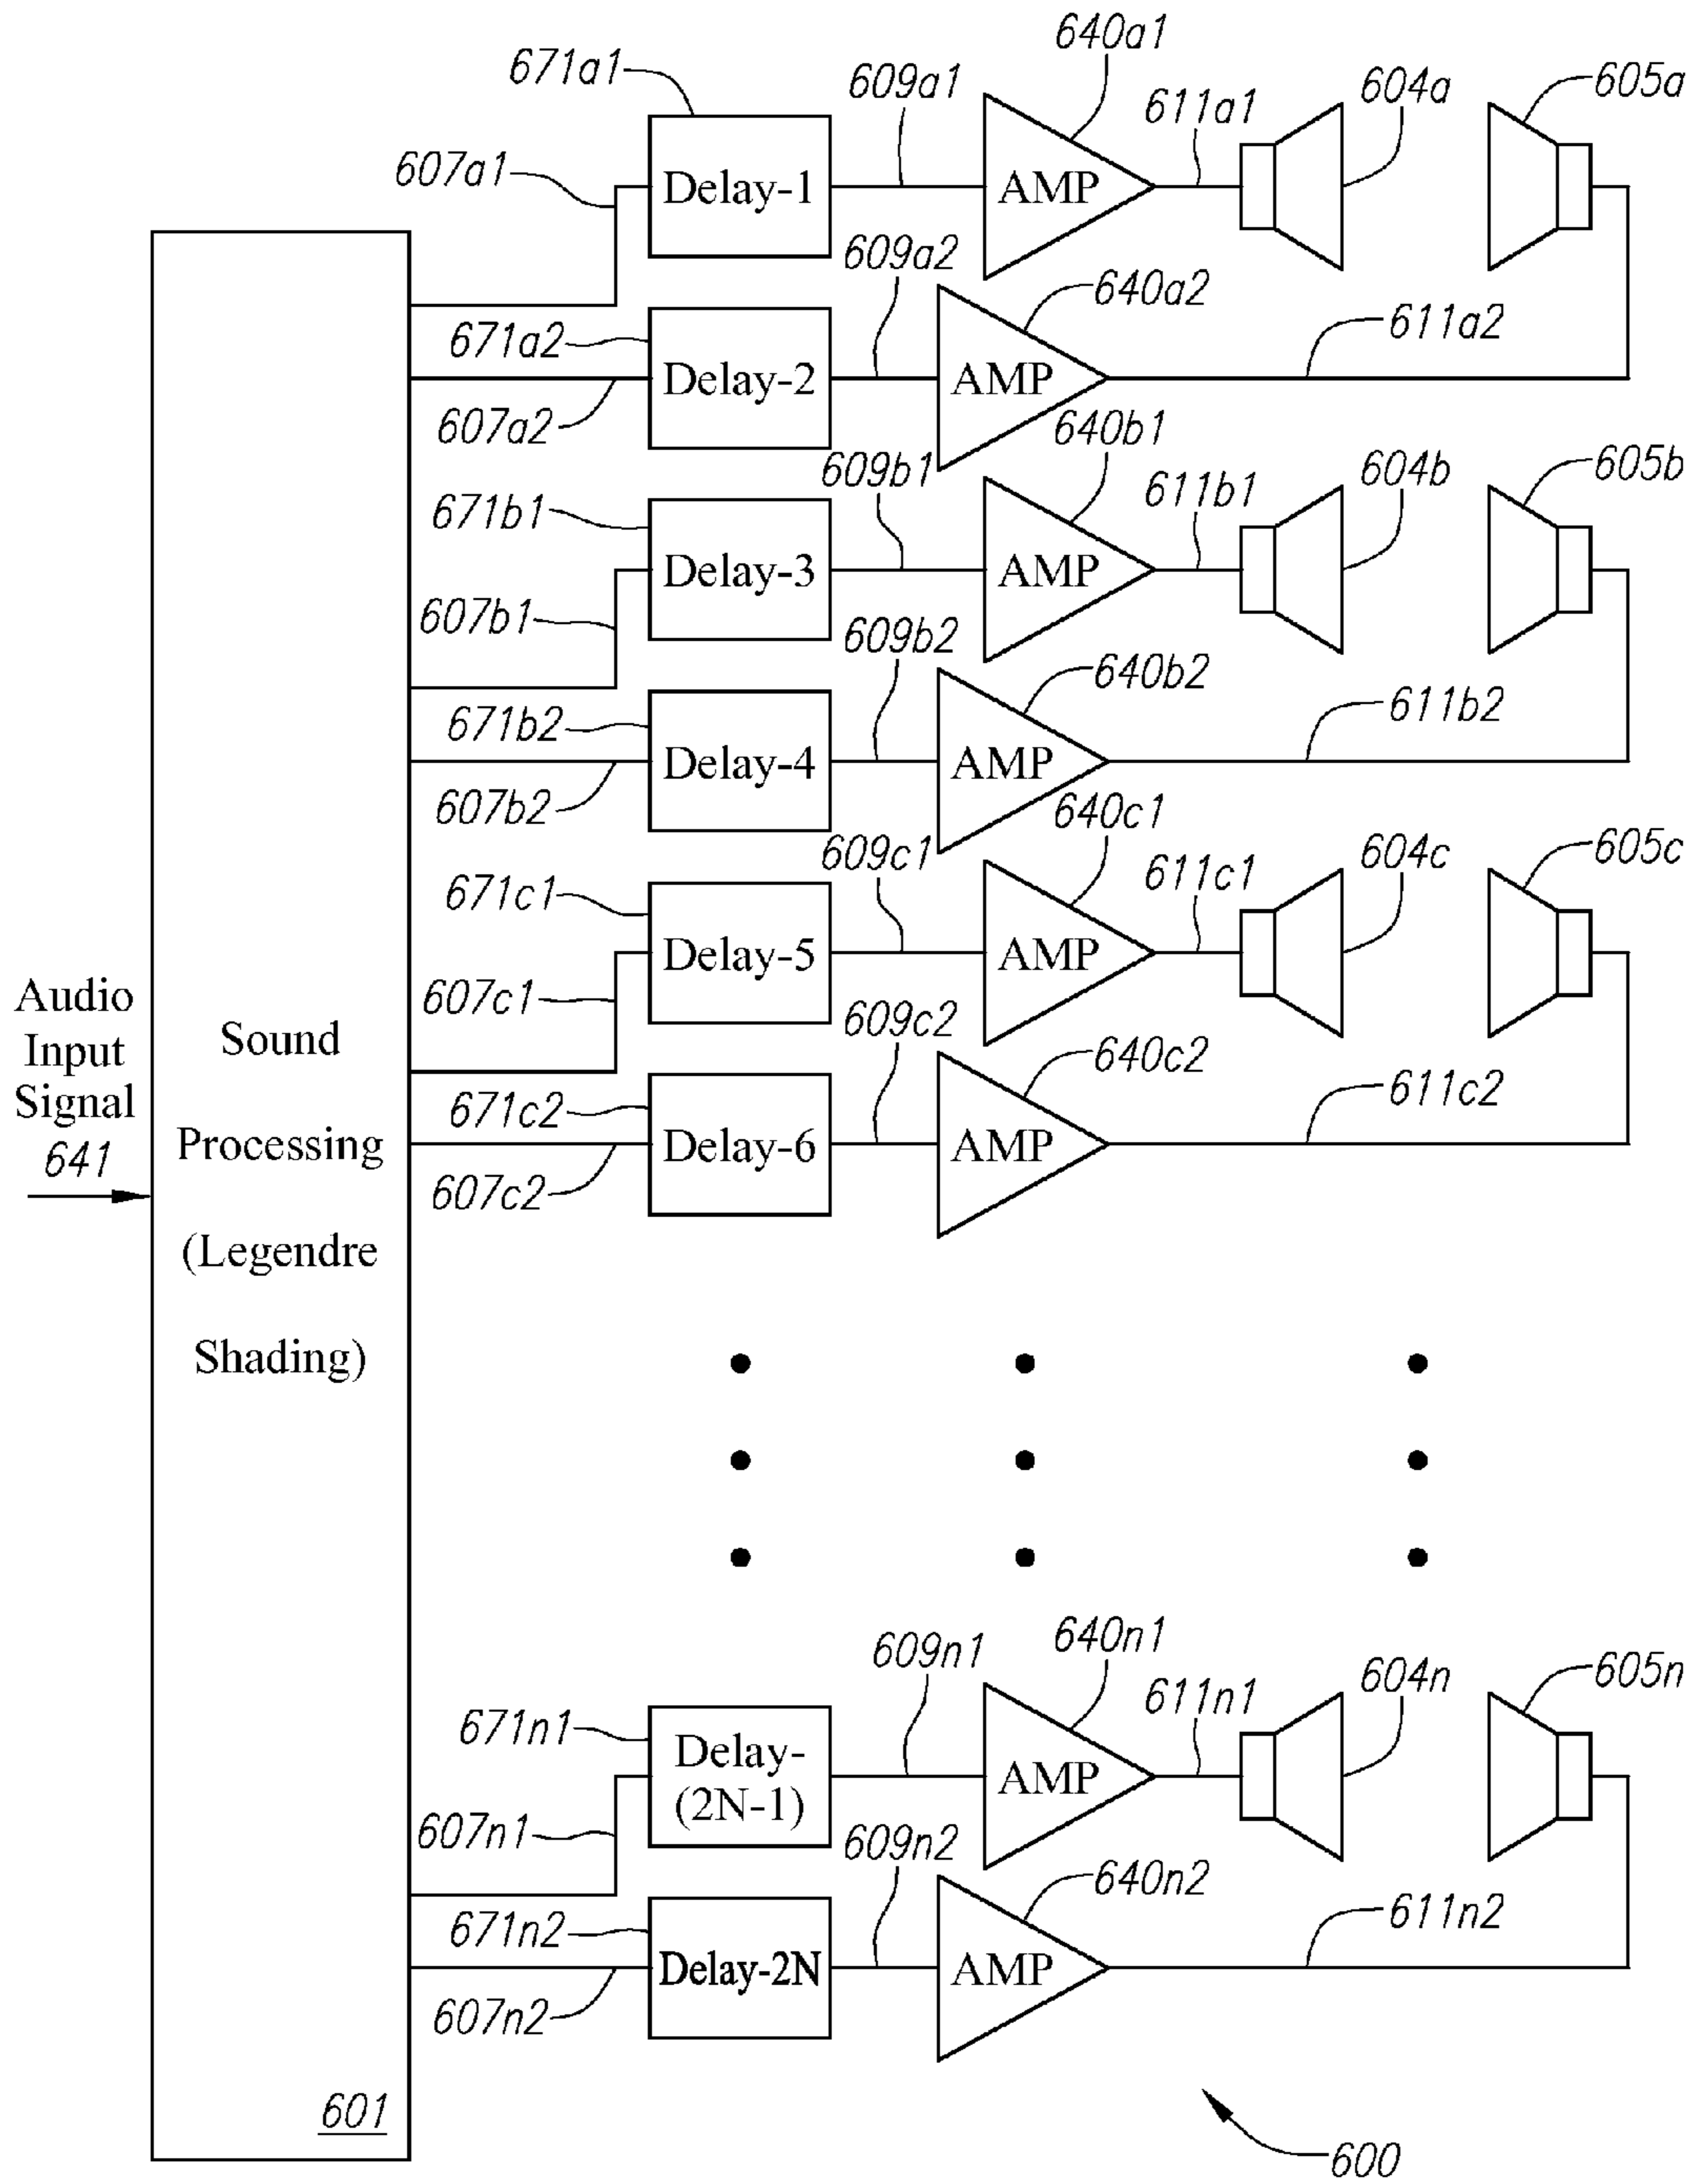 640a1
671a1
609a1
611a1
604a
605a
607a1
Delay-1
AMP
609a2
640a2
611a2
671a2
Delay-2
AMP
607a2
640b1
609b1
611b1
604b
605b
671b1
Delay-3
AMP
607b1
609b2
640b2
611b2
671b2
Delay-4
AMP
607b2
640c1
609c1
611c1
604c
605c
671c1
Delay-5
AMP
607c1
609c2
640c2
611c2
671c2
Delay-6
AMP
607c2
Audio
Input
Signal
641
Sound
Processing
(Legendre
Shading)
640n1
609n1
611n1
604n
605n
671n1
Delay-
(2N-1)
AMP
607n1
609n2
640n2
611n2
671n2
Delay-2N
AMP
607n2
601
600